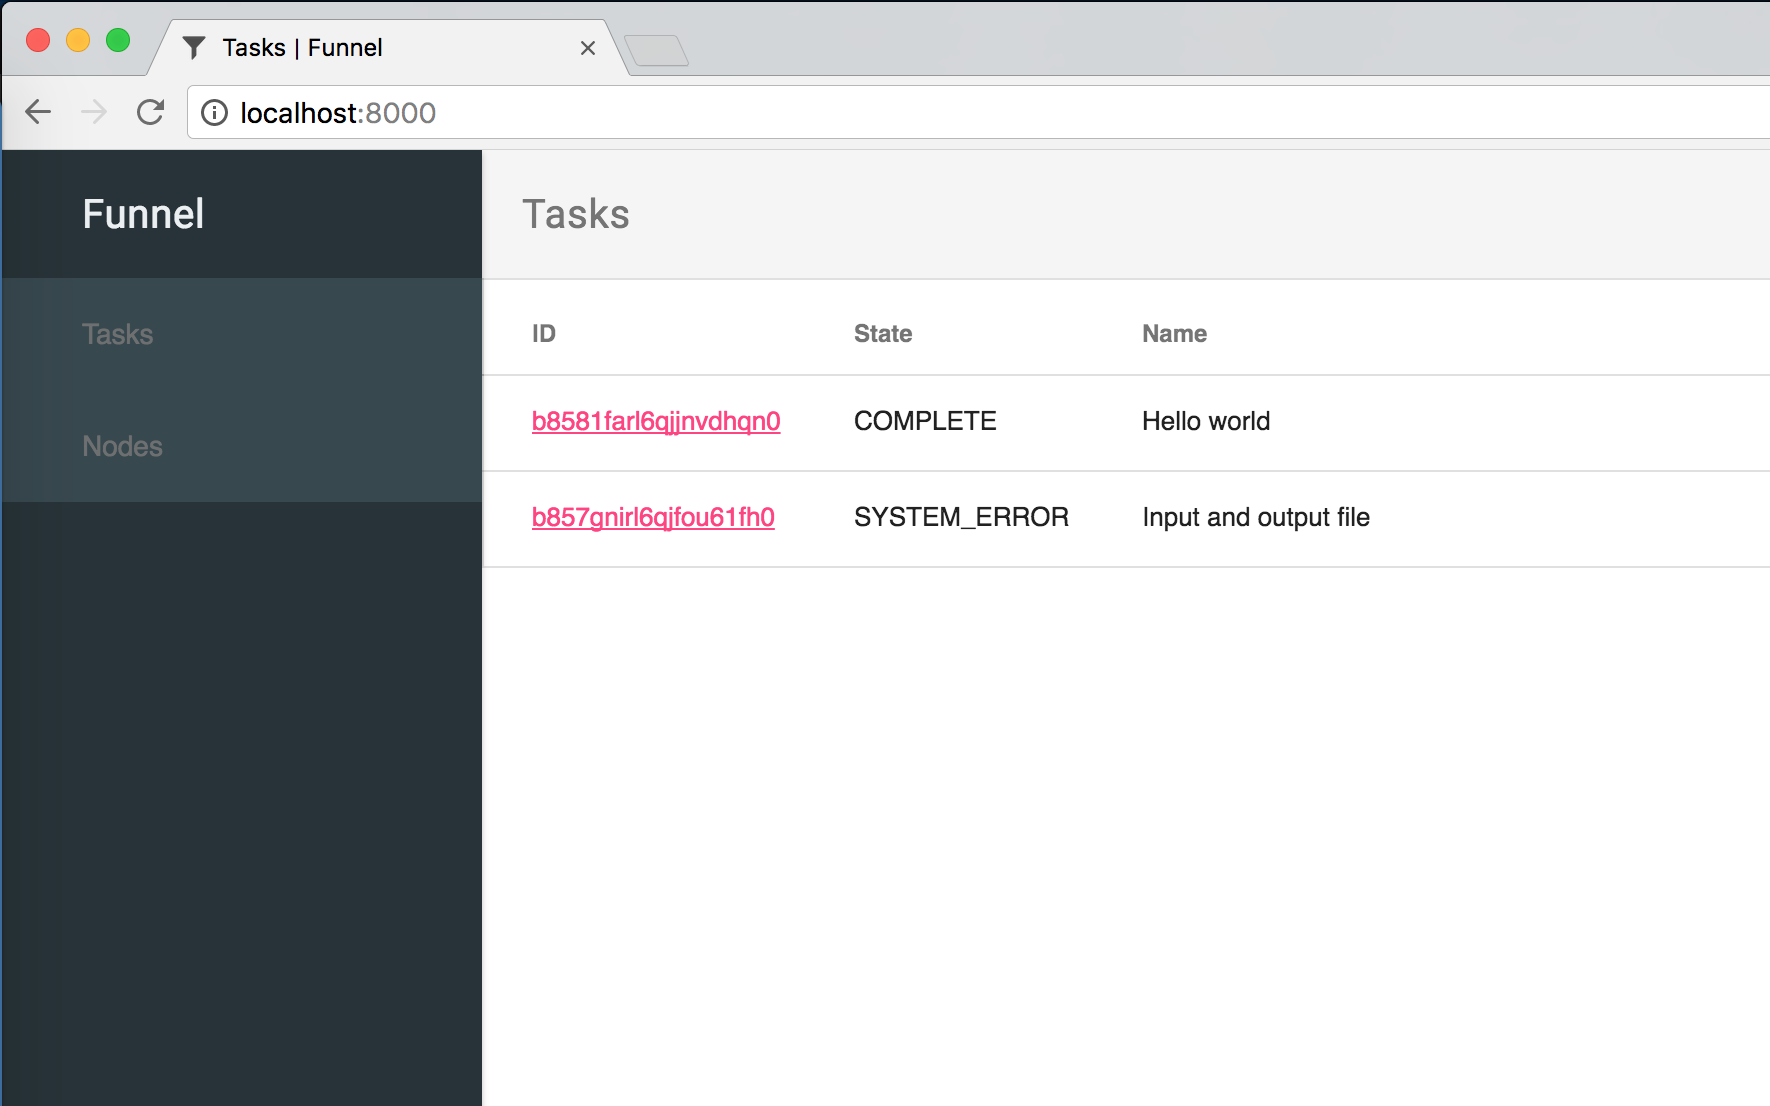 Tasks | Funnel
localhost:8000
Funnel
Tasks
Nodes
Tasks
ID State Name
b8581farl6qjjnvdhqn0 COMPLETE Hello world
b857gnirl6qjfou61fh0 SYSTEM_ERROR Input and output file